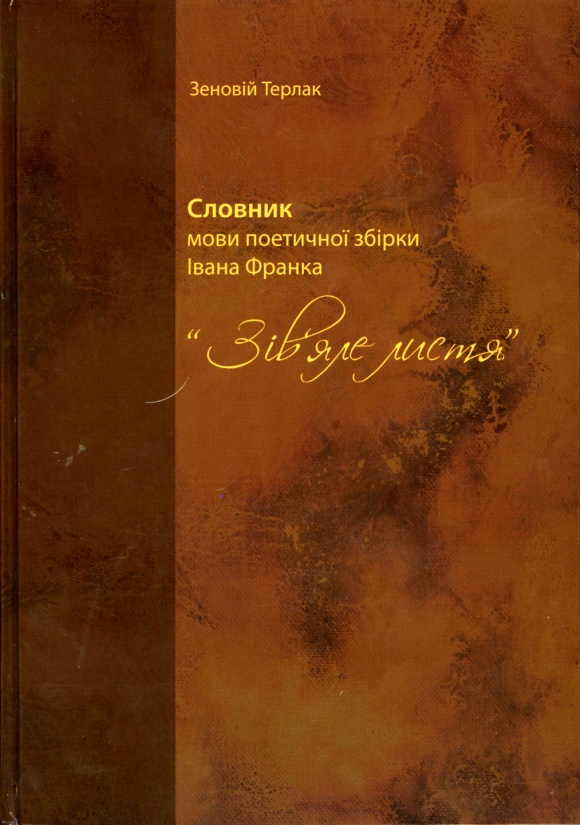 Зеновій Терлак
Словник
мови поетичної збірки
Івана Франка
“Зів'яле листя”